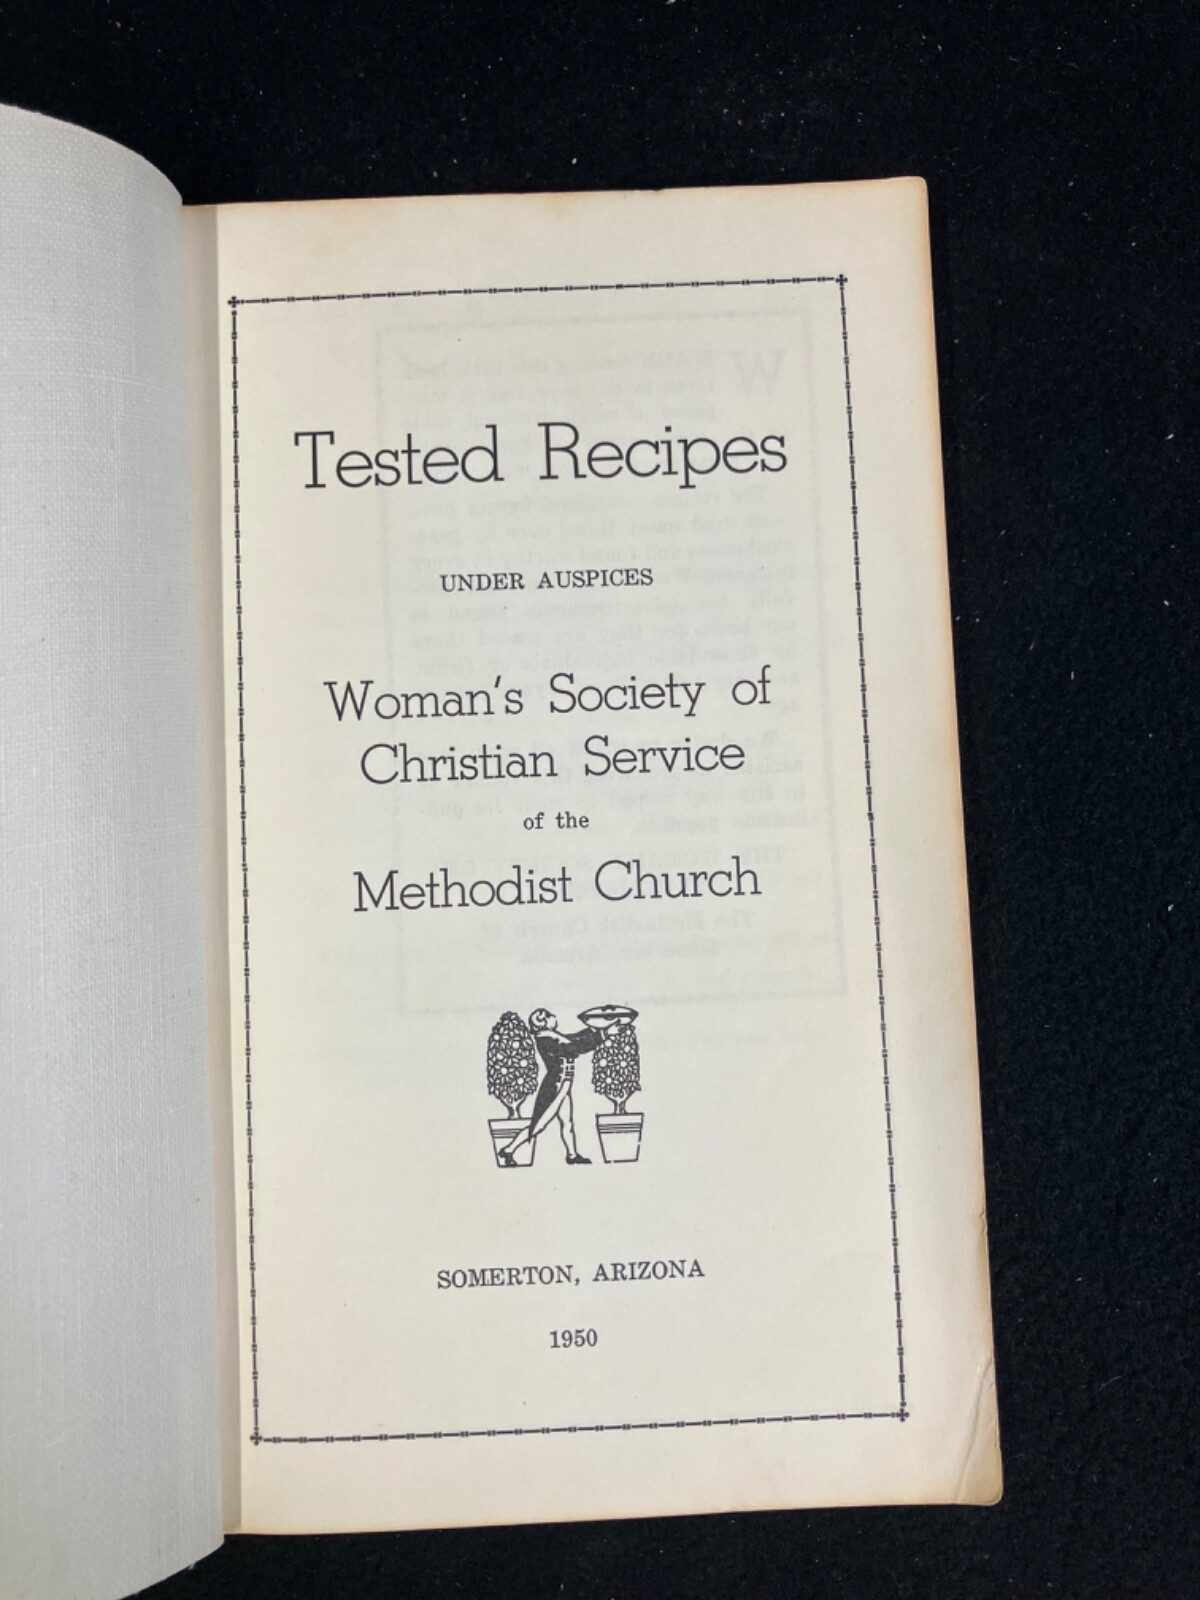 Tested Recipes
UNDER AUSPICES
Woman's Society of
Christian Service
of the
Methodist Church
SOMERTON, ARIZONA
1950